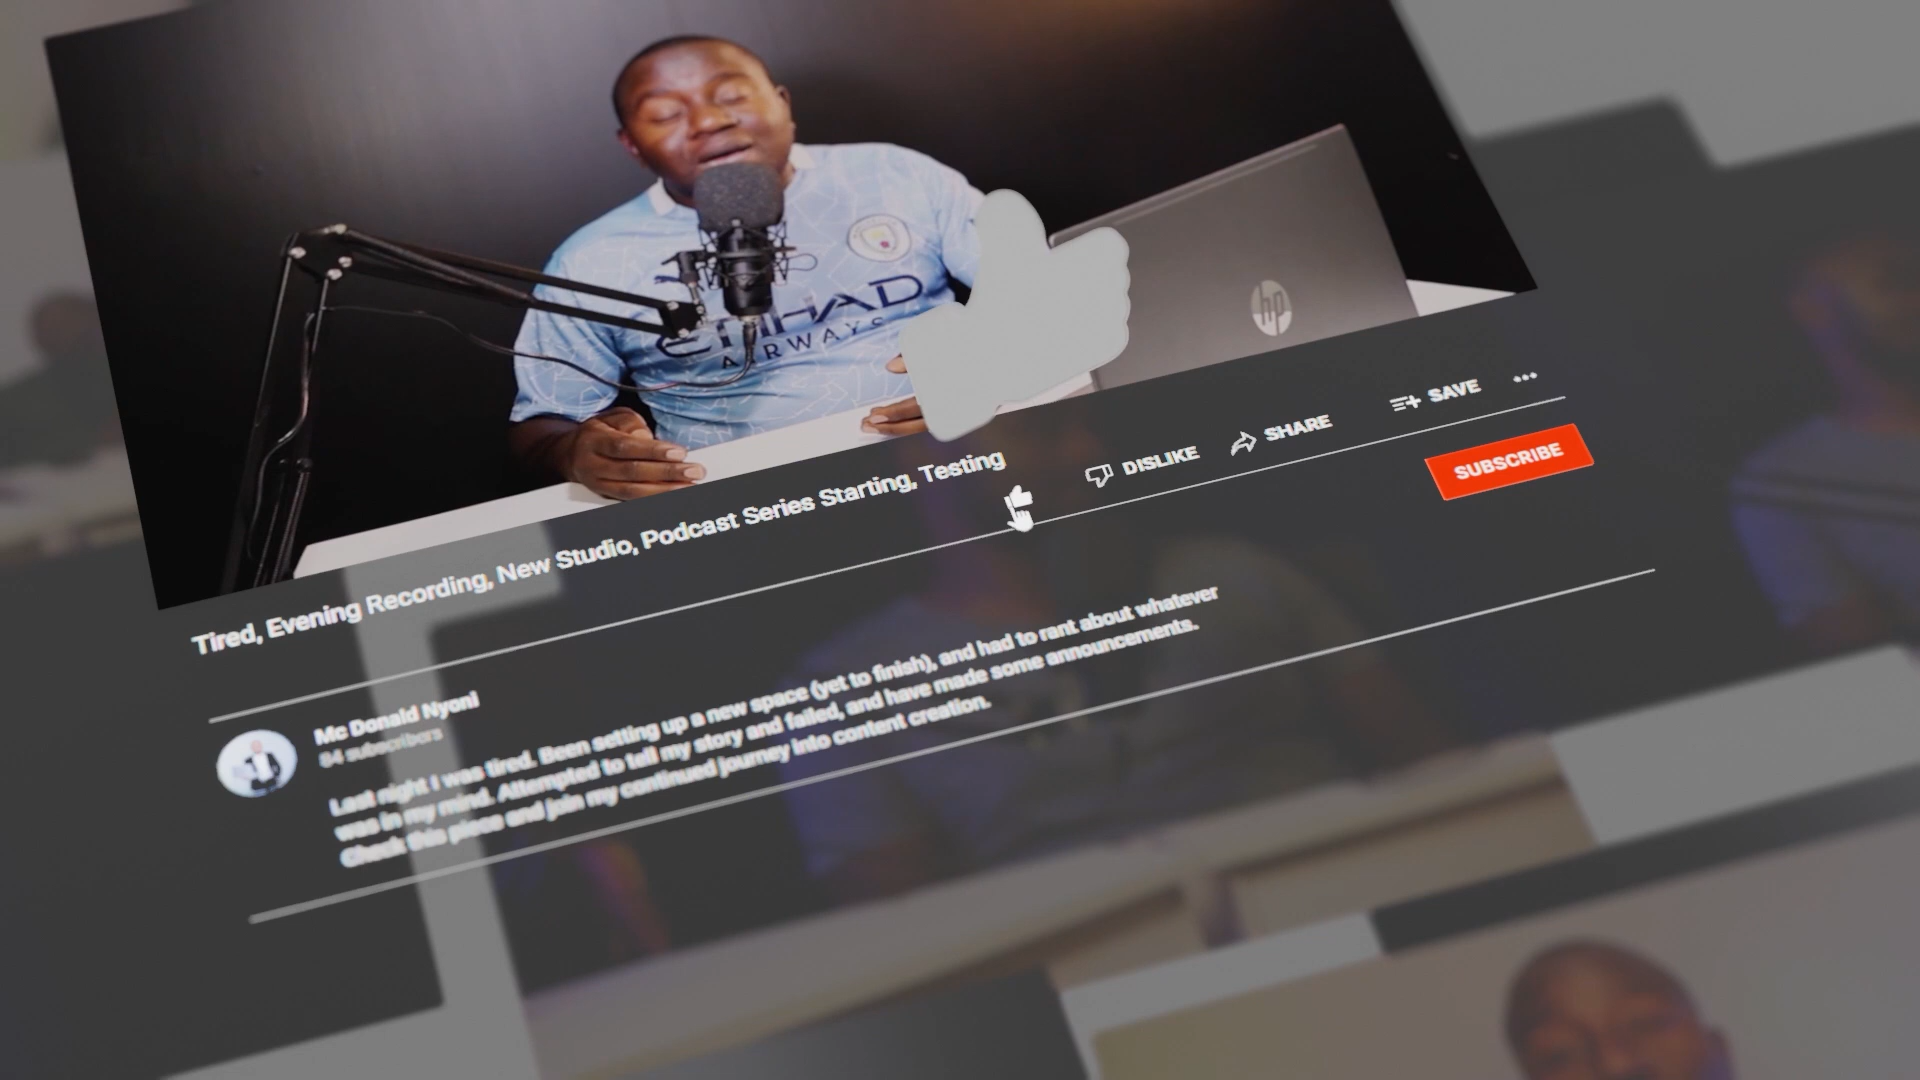 ETIHAD
AIRWAYS
hp
Tired, Evening Recording, New Studio, Podcast Series Starting, Testing
DISLIKE
SHARE
SAVE
SUBSCRIBE
Mc Donald Nyoni
84 subscribers
Last night I was tired. Been setting up a new space (yet to finish), and had to rant about whatever
was in my mind. Attempted to tell my story and failed, and have made some announcements.
Check this piece and join my continued journey into content creation.